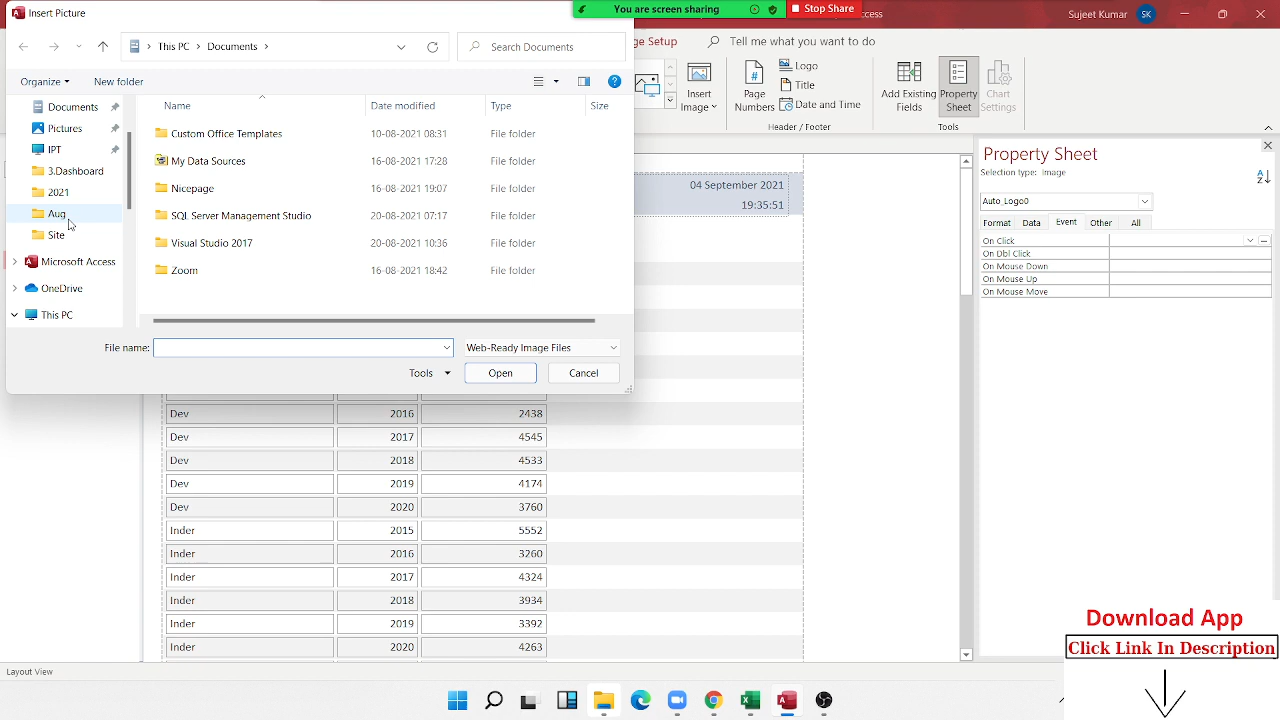 Insert Picture
You are screen sharing
Stop Share
cess
Sujeet Kumar
SK
This PC
Documents
Search Documents
ge Setup
Tell me what you want to do
Organize
New folder
Insert
Image
Page
Numbers
Logo
Title
Date and Time
Header / Footer
Add Existing
Fields
Property
Sheet
Chart
Settings
Tools
Documents
Pictures
IPT
3.Dashboard
2021
Aug
Site
Microsoft Access
OneDrive
This PC
Name Date modified Type Size
Custom Office Templates 10-08-2021 08:31 File folder
My Data Sources 16-08-2021 17:28 File folder
Nicepage 16-08-2021 19:07 File folder
SQL Server Management Studio 20-08-2021 07:17 File folder
Visual Studio 2017 20-08-2021 10:36 File folder
Zoom 16-08-2021 18:42 File folder
File name:
Web-Ready Image Files
Tools
Open
Cancel
04 September 2021
19:35:51
Property Sheet
Selection type: Image
Auto_Logo0
Format Data Event Other All
On Click
On Dbl Click
On Mouse Down
On Mouse Up
On Mouse Move
Dev 2016 2438
Dev 2017 4545
Dev 2018 4533
Dev 2019 4174
Dev 2020 3760
Inder 2015 5552
Inder 2016 3260
Inder 2017 4324
Inder 2018 3934
Inder 2019 3392
Inder 2020 4263
Download App
Click Link In Description
Layout View